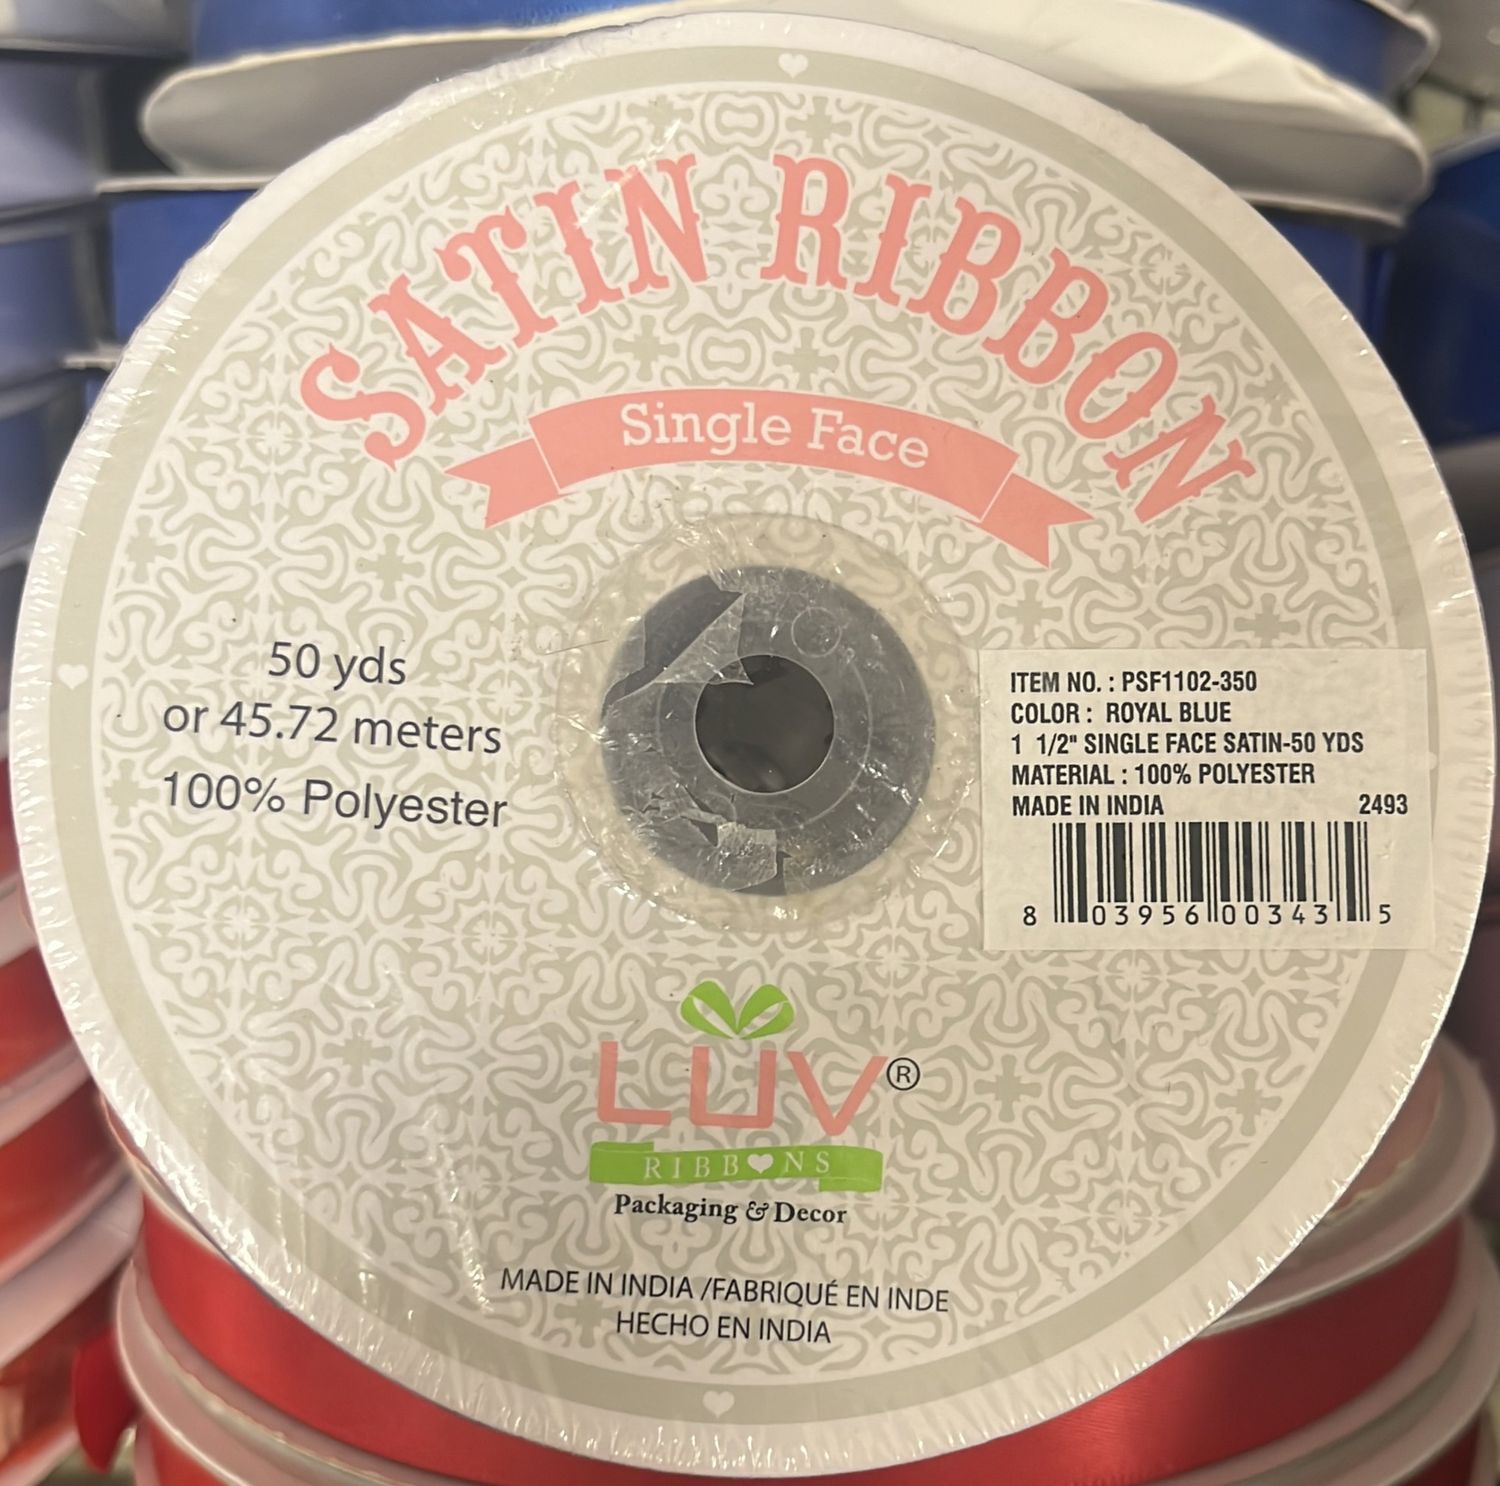 SATIN RIBBON
Single Face
50 yds
or 45.72 meters
100% Polyester
ITEM NO. : PSF1102-350
COLOR : ROYAL BLUE
1 1/2" SINGLE FACE SATIN-50 YDS
MATERIAL : 100% POLYESTER
MADE IN INDIA 2493
8 03956 00343 5
LUV®
RIBB♥NS
Packaging & Decor
MADE IN INDIA /FABRIQUÉ EN INDE
HECHO EN INDIA